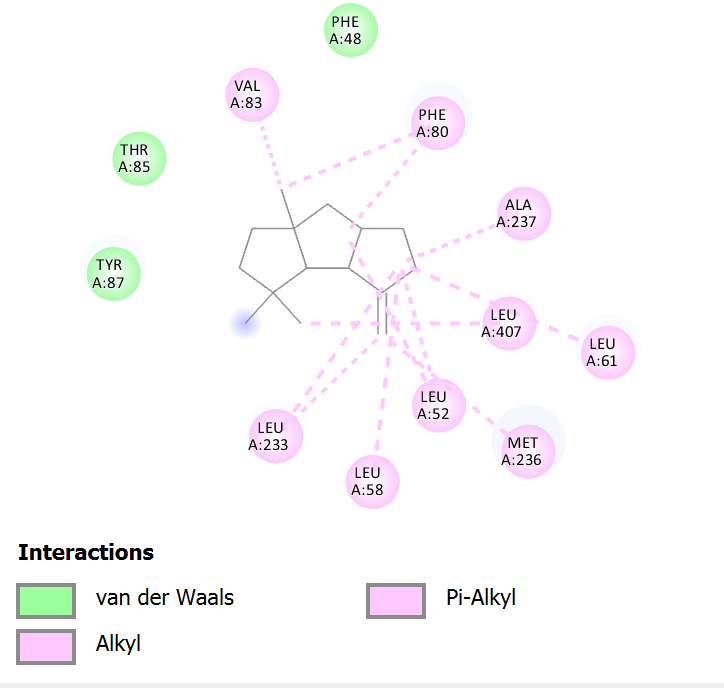 PHE
A:48
VAL
A:83
PHE
A:80
THR
A:85
ALA
A:237
TYR
A:87
LEU
A:407
LEU
A:61
LEU
A:52
LEU
A:233
MET
A:236
LEU
A:58
Interactions
van der Waals
Pi-Alkyl
Alkyl